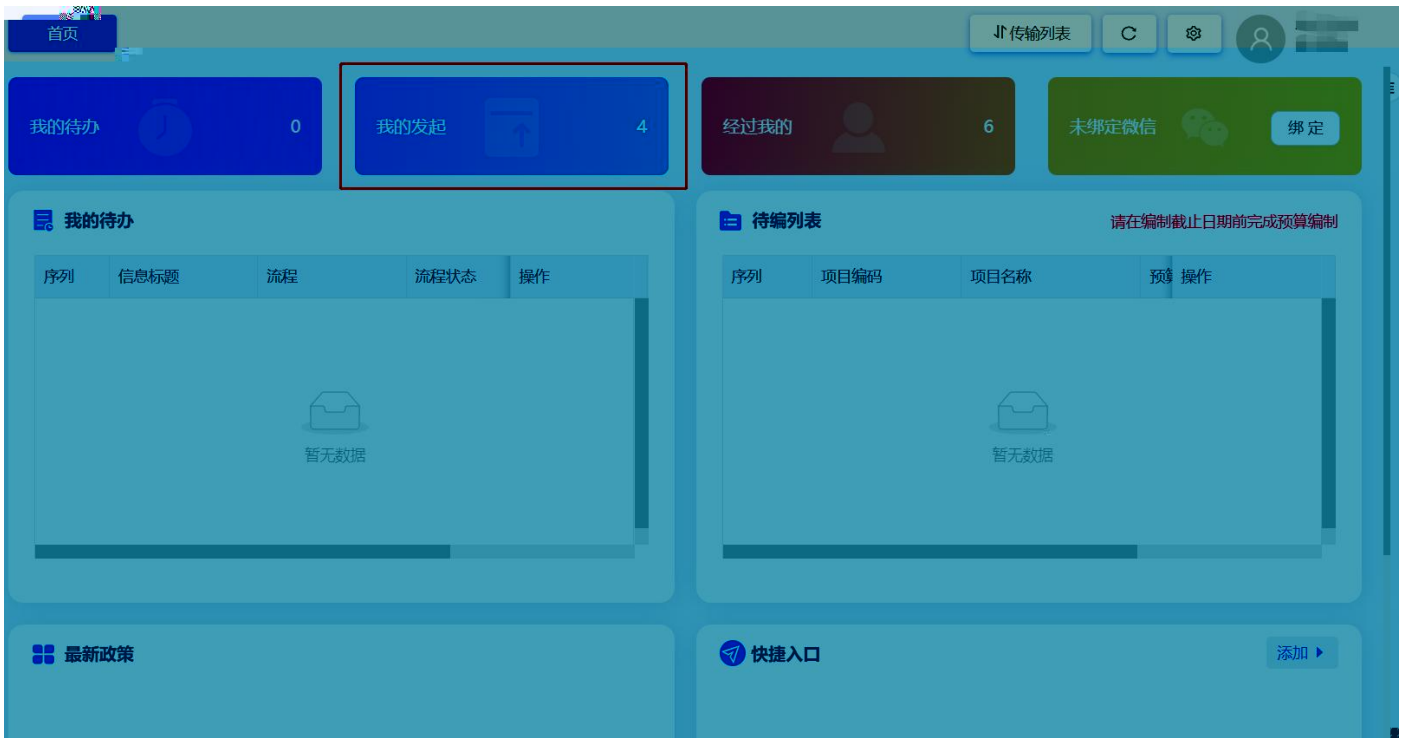 首页
传输列表
我的待办 0
我的发起 4
经过我的 6
未绑定微信 绑定
我的待办
序列 信息标题 流程 流程状态 操作
暂无数据
待编列表 请在编制截止日期前完成预算编制
序列 项目编码 项目名称 预算 操作
暂无数据
最新政策
快捷入口 添加